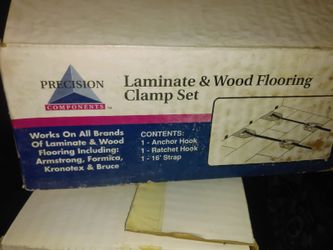 PRECISION
COMPONENTS™
Laminate & Wood Flooring
Clamp Set
Works On All Brands
Of Laminate & Wood
Flooring Including:
Armstrong, Formica,
Kronotex & Bruce
CONTENTS:
1 - Anchor Hook
1 - Ratchet Hook
1 - 16' Strap